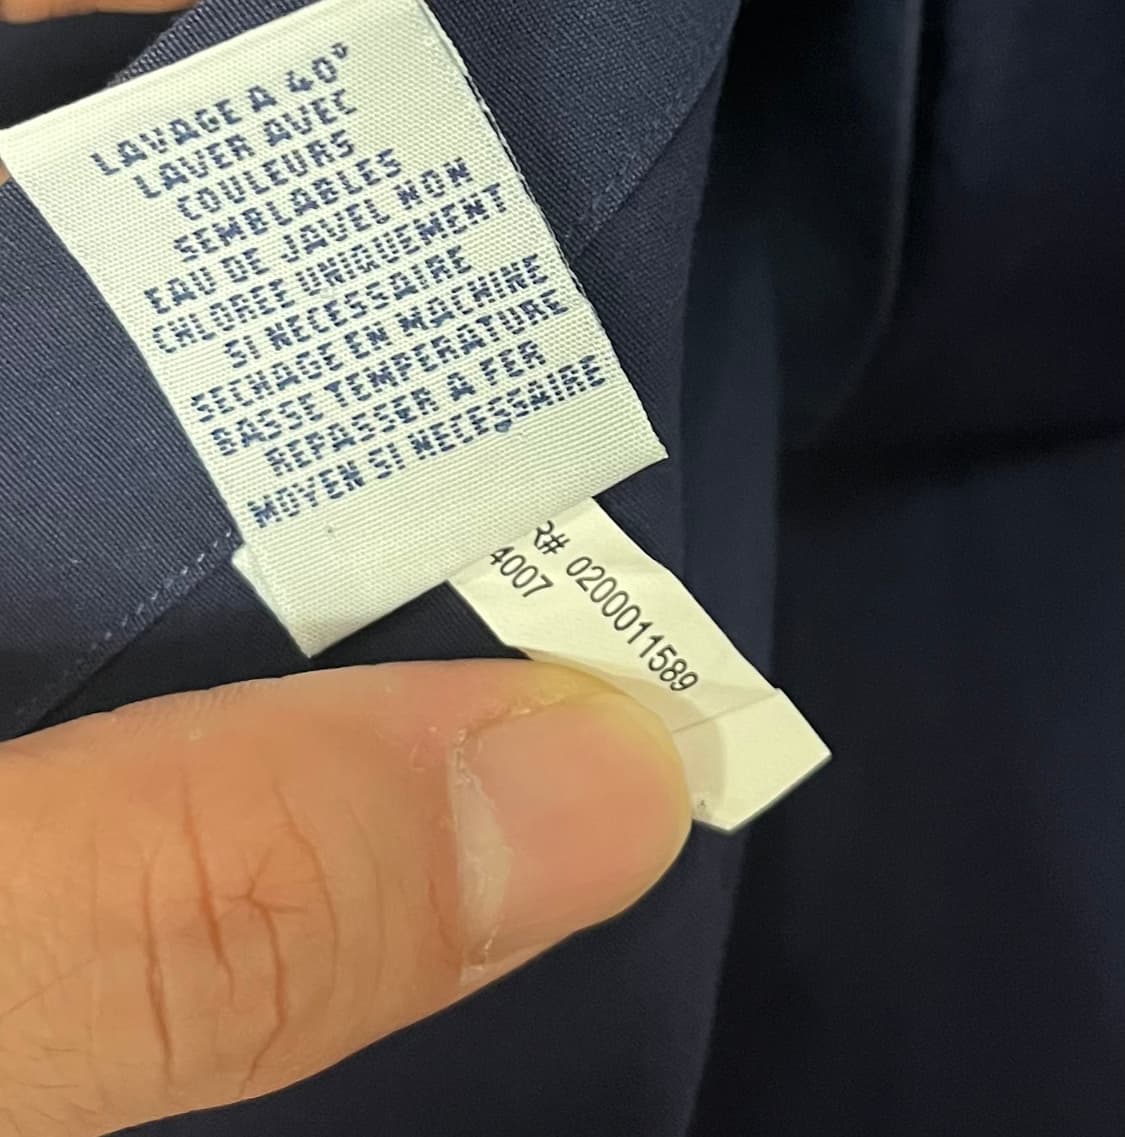 LAVAGE A 40°
LAVER AVEC
COULEURS
SEMBLABLES
EAU DE JAVEL NON
CHLOREE UNIQUEMENT
SI NECESSAIRE
SECHAGE EN MACHINE
BASSE TEMPERATURE
REPASSER A FER
MOYEN SI NECESSAIRE
R# 0200011589
4007